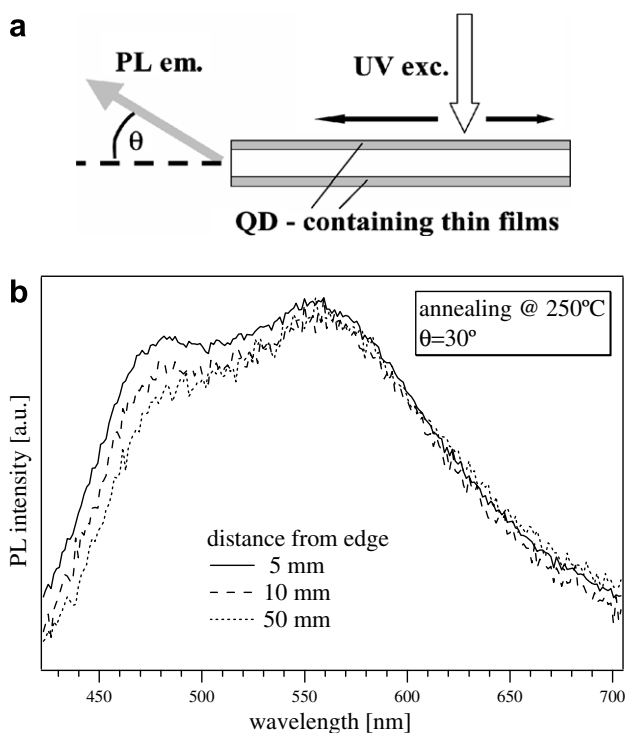 a
PL em.
UV exc.
θ
QD - containing thin films
b
annealing @ 250ºC
θ=30º
PL intensity [a.u.]
distance from edge
5 mm
10 mm
50 mm
450 500 550 600 650 700
wavelength [nm]